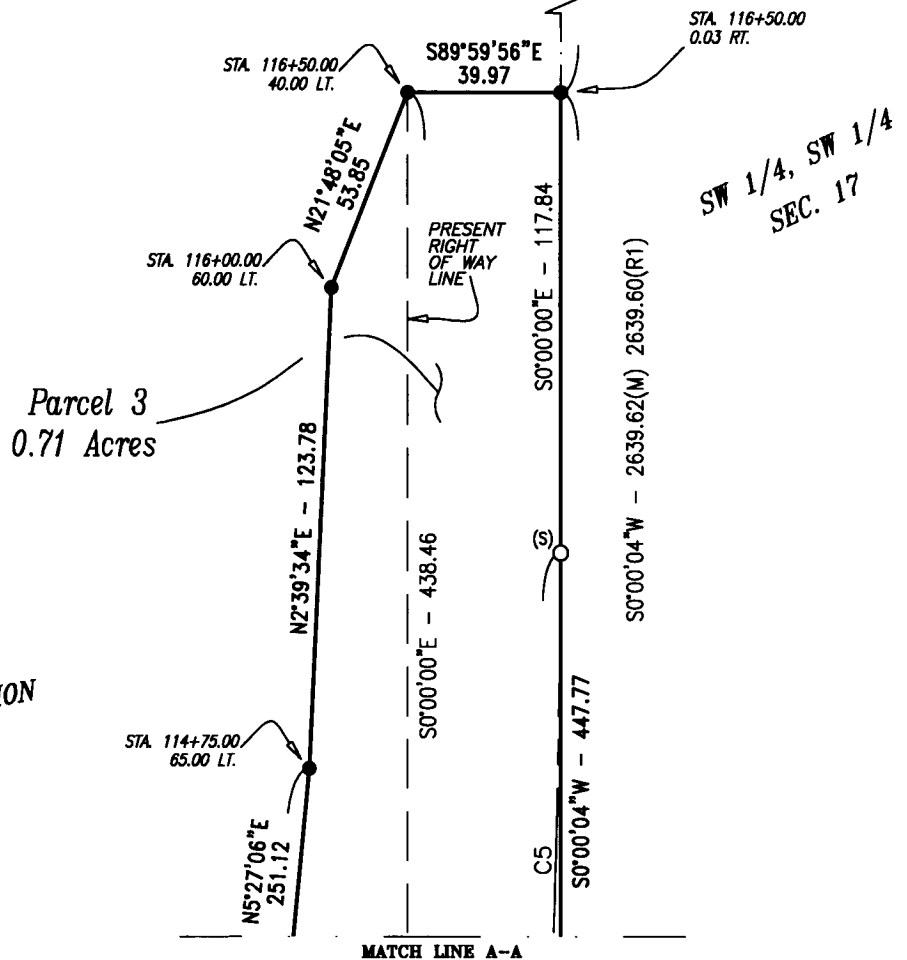 STA. 116+50.00
0.03 RT.
S89°59'56"E
39.97
STA. 116+50.00
40.00 LT.
N21°48'05"E
53.85
SW 1/4, SW 1/4
SEC. 17
PRESENT
RIGHT
OF WAY
LINE
S0°00'00"E - 117.84
STA. 116+00.00
60.00 LT.
S0°00'04"W - 2639.62(M) 2639.60(R1)
Parcel 3
0.71 Acres
N2°39'34"E - 123.78
(S)
S0°00'00"E - 438.46
ION
STA. 114+75.00
65.00 LT.
S0°00'04"W - 447.77
N5°27'06"E
251.12
C5
MATCH LINE A-A